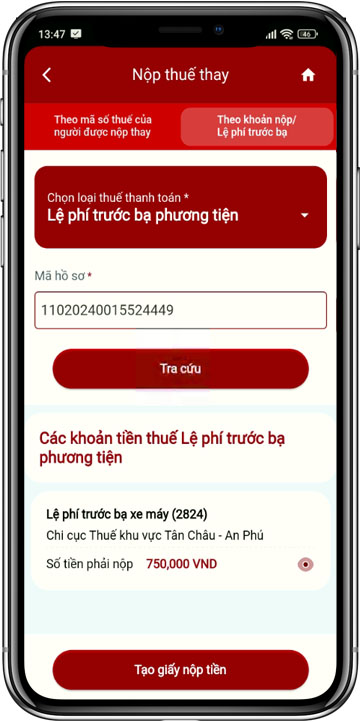 13:47
46
Nộp thuế thay
Theo mã số thuế của
người được nộp thay
Theo khoản nộp/
Lệ phí trước bạ
Chọn loại thuế thanh toán *
Lệ phí trước bạ phương tiện
Mã hồ sơ *
11020240015524449
Tra cứu
Các khoản tiền thuế Lệ phí trước bạ
phương tiện
Lệ phí trước bạ xe máy (2824)
Chi cục Thuế khu vực Tân Châu - An Phú
Số tiền phải nộp 750,000 VND
Tạo giấy nộp tiền